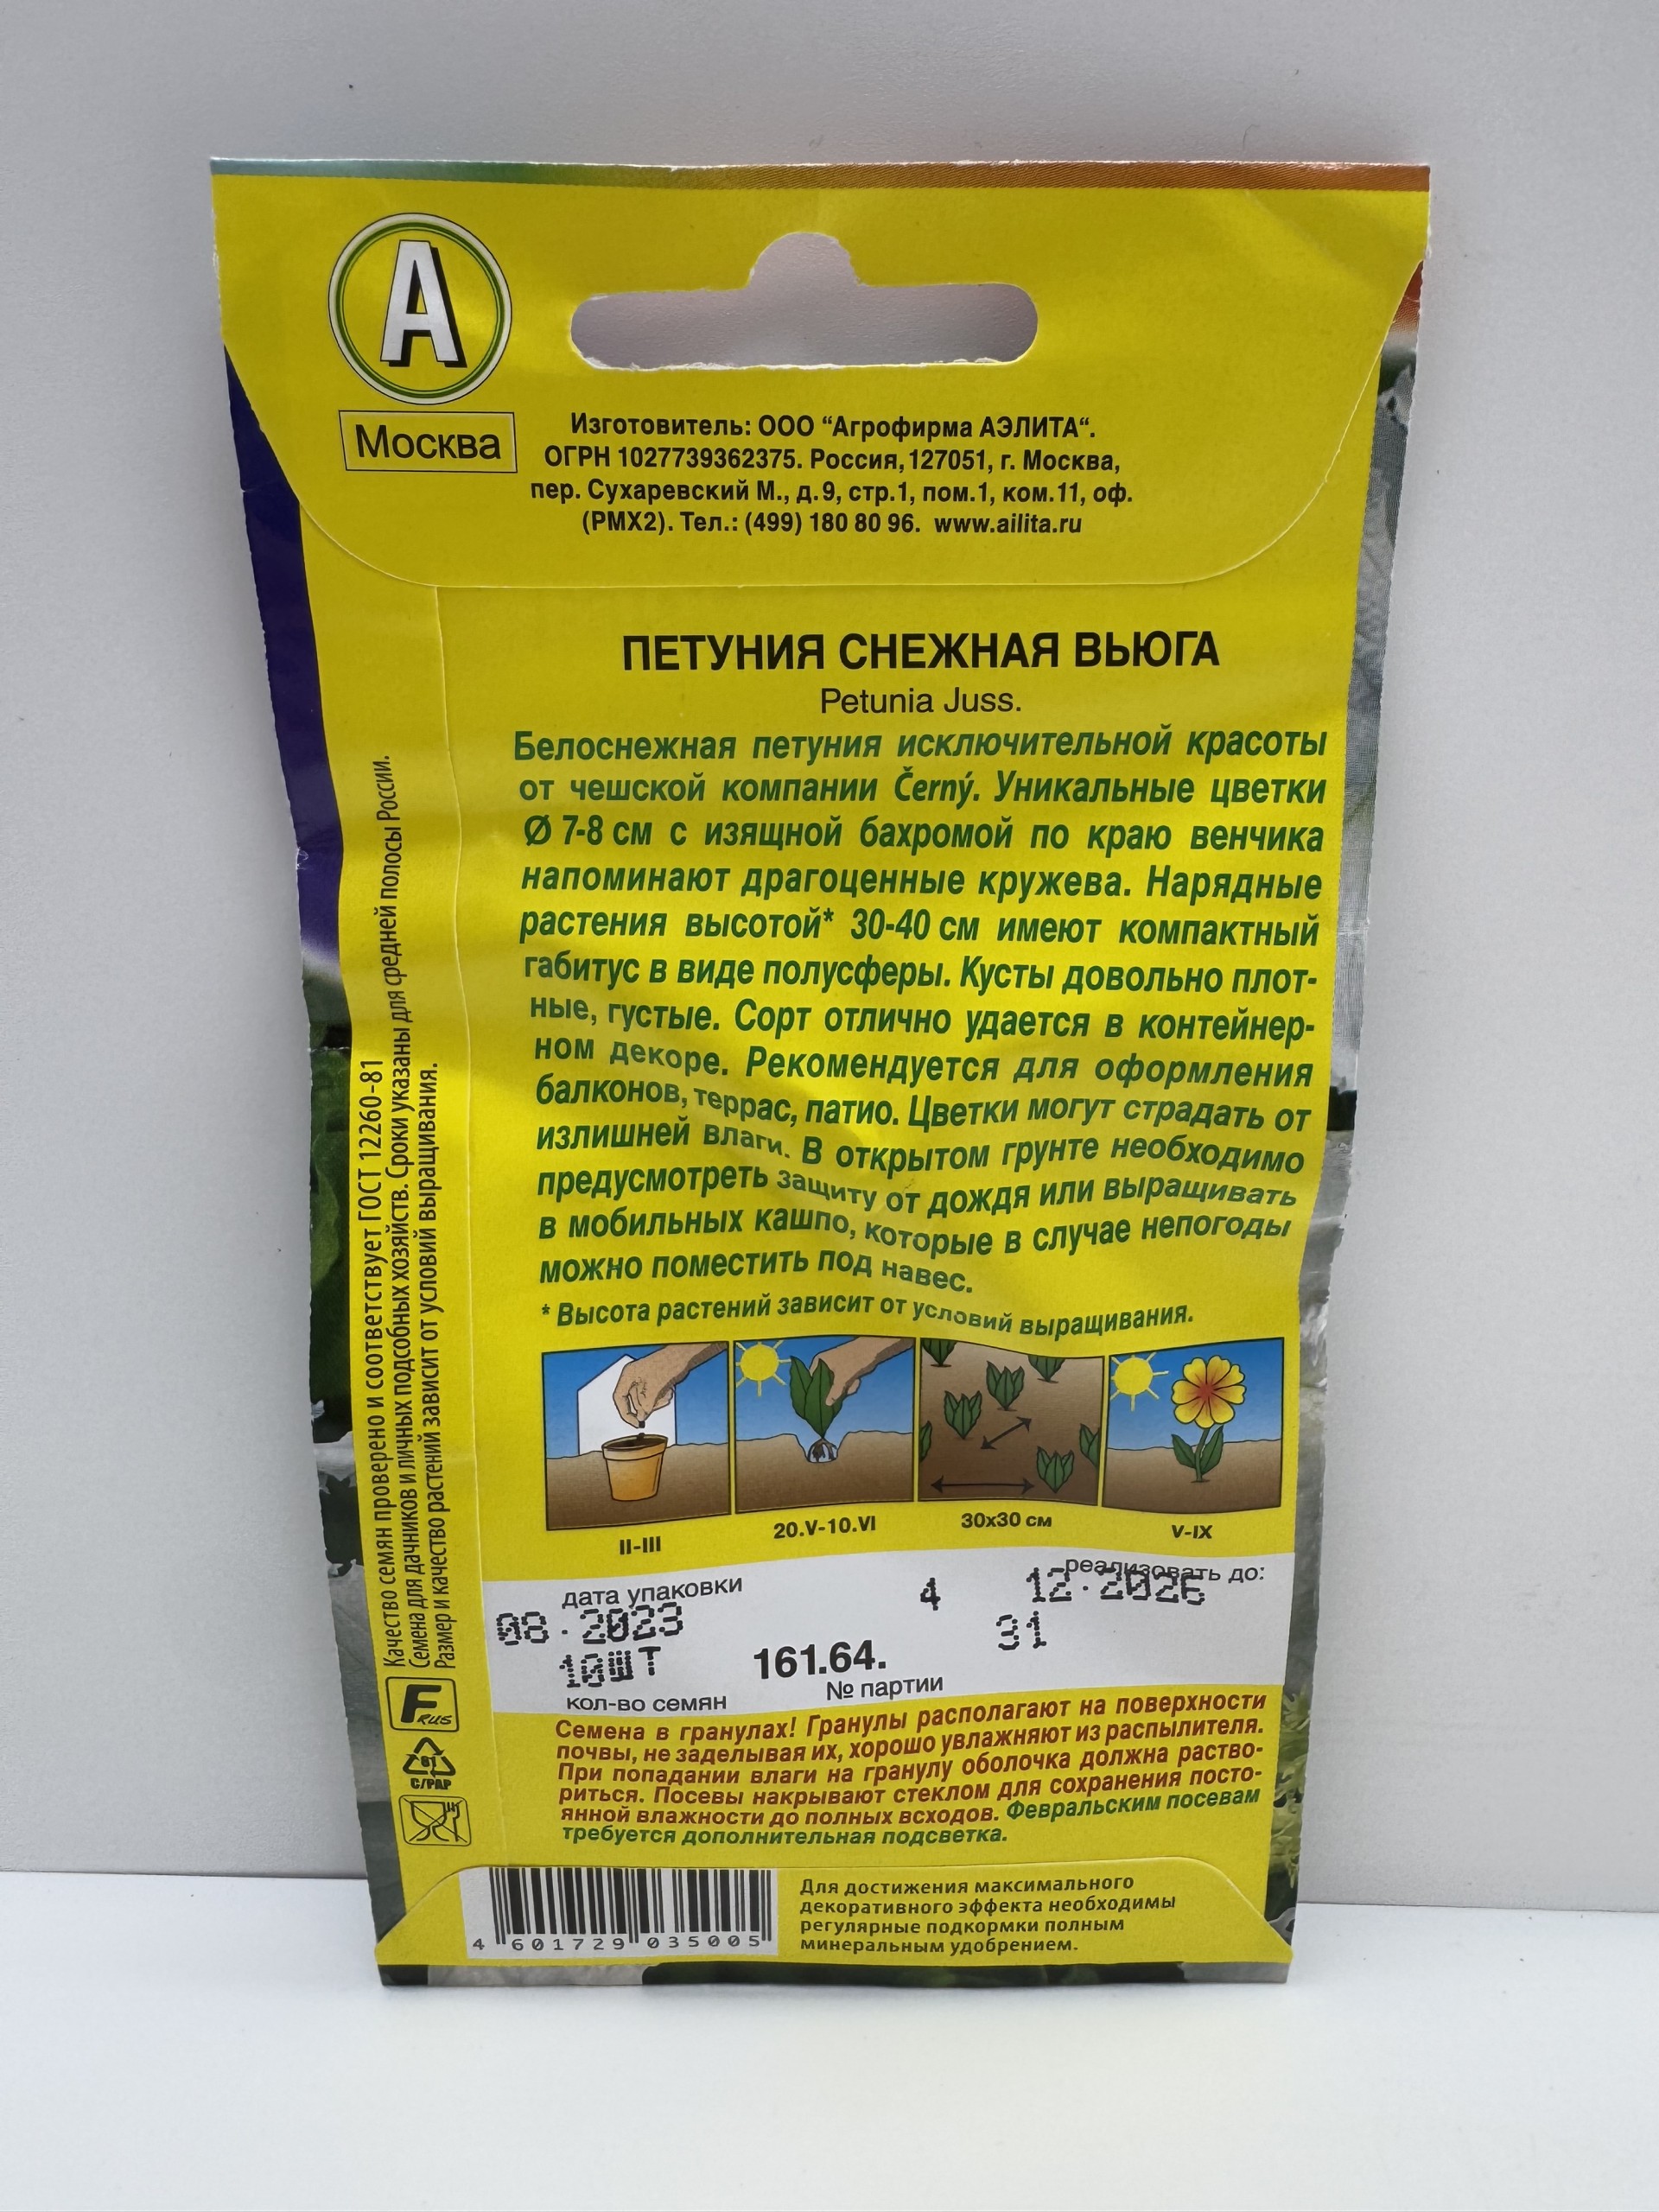 А
Москва
Изготовитель: ООО “Агрофирма АЭЛИТА“.
ОГРН 1027739362375. Россия, 127051, г. Москва,
пер. Сухаревский М., д.9, стр.1, пом.1, ком.11, оф.
(РМХ2). Тел.: (499) 180 80 96. www.ailita.ru
ПЕТУНИЯ СНЕЖНАЯ ВЬЮГА
Petunia Juss.
Белоснежная петуния исключительной красоты
от чешской компании Černý. Уникальные цветки
Ø 7-8 см с изящной бахромой по краю венчика
напоминают драгоценные кружева. Нарядные
растения высотой* 30-40 см имеют компактный
габитус в виде полусферы. Кусты довольно плот-
ные, густые. Сорт отлично удается в контейнер-
ном декоре. Рекомендуется для оформления
балконов, террас, патио. Цветки могут страдать от
излишней влаги. В открытом грунте необходимо
предусмотреть защиту от дождя или выращивать
в мобильных кашпо, которые в случае непогоды
можно поместить под навес.
* Высота растений зависит от условий выращивания.
II-III
20.V-10.VI
30х30 см
V-IX
дата упаковки
реализовать до:
08.2023
4
12.2026
31
10ШТ
161.64.
кол-во семян
№ партии
Семена в гранулах! Гранулы располагают на поверхности
почвы, не заделывая их, хорошо увлажняют из распылителя.
При попадании влаги на гранулу оболочка должна раство-
риться. Посевы накрывают стеклом для сохранения посто-
янной влажности до полных всходов. Февральским посевам
требуется дополнительная подсветка.
Качество семян проверено и соответствует ГОСТ 12260-81
Семена для дачников и личных подсобных хозяйств. Сроки указаны для средней полосы России.
Размер и качество растений зависит от условий выращивания.
F RUS
81
C/PAP
4 601729 035005
Для достижения максимального
декоративного эффекта необходимы
регулярные подкормки полным
минеральным удобрением.